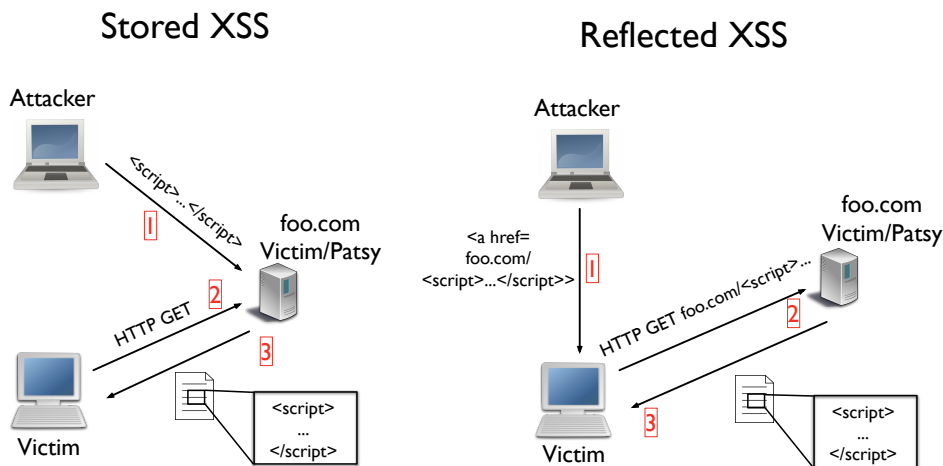 Stored XSS
Attacker
<script>...</script>
1
foo.com
Victim/Patsy
2
HTTP GET
3
<script>
...
</script>
Victim
Reflected XSS
Attacker
<a href=
foo.com/
<script>...</script>>
1
foo.com
Victim/Patsy
HTTP GET foo.com/<script>...
2
3
<script>
...
</script>
Victim